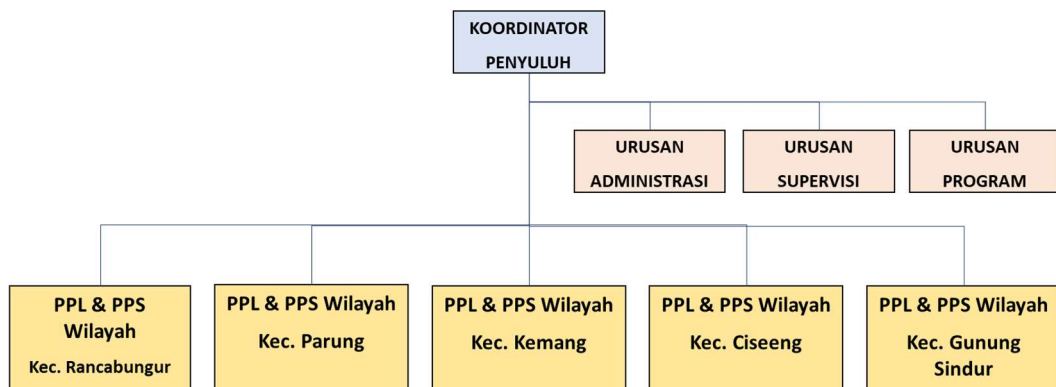 KOORDINATOR
PENYULUH
URUSAN
ADMINISTRASI
URUSAN
SUPERVISI
URUSAN
PROGRAM
PPL & PPS
Wilayah
Kec. Rancabungur
PPL & PPS Wilayah
Kec. Parung
PPL & PPS Wilayah
Kec. Kemang
PPL & PPS Wilayah
Kec. Ciseeng
PPL & PPS Wilayah
Kec. Gunung
Sindur